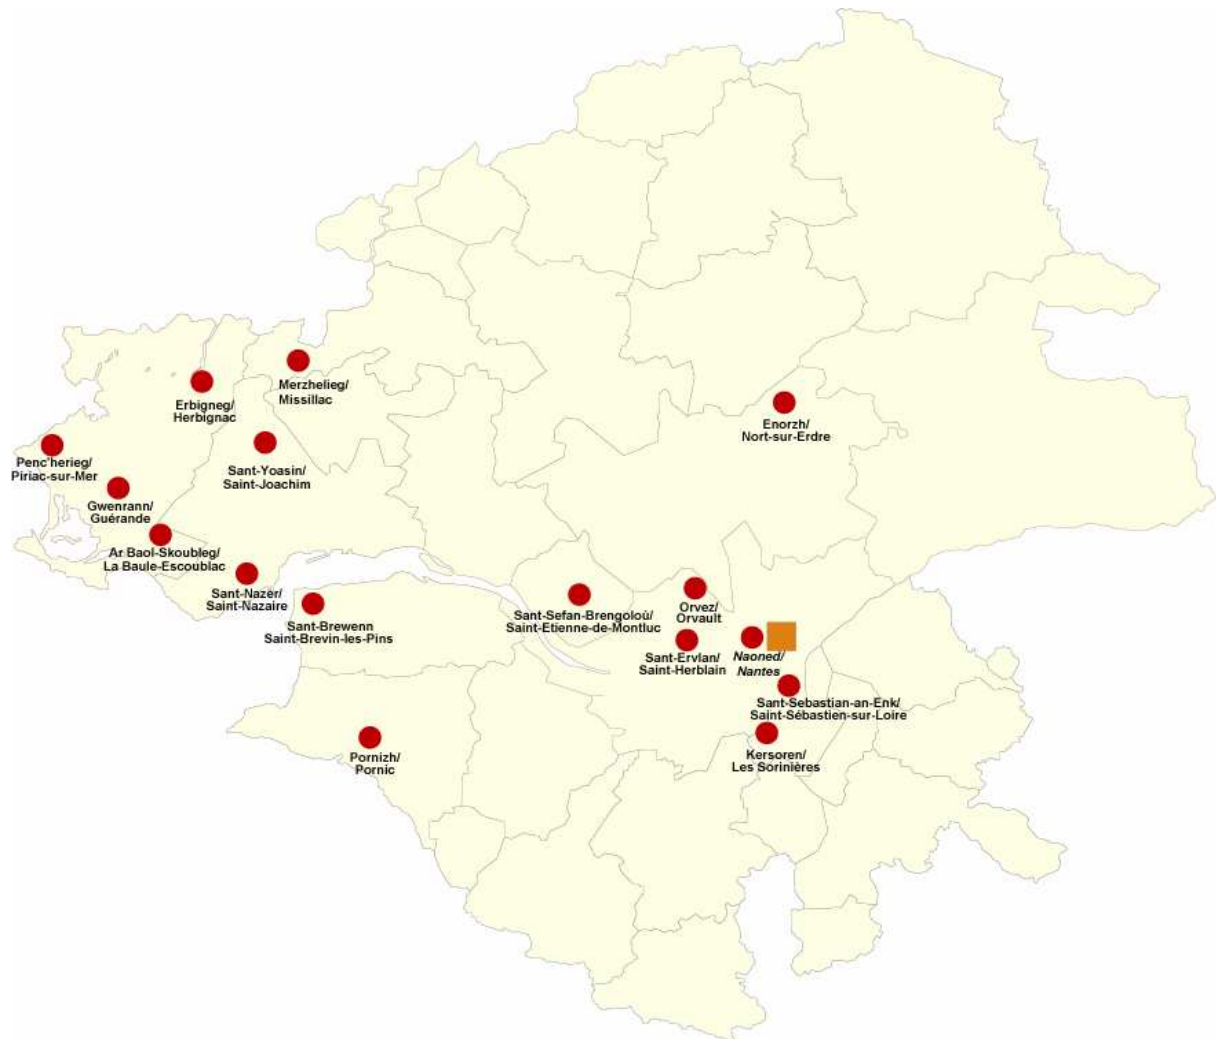 Merzhelieg/
Missillac
Erbigneg/
Herbignac
Enorzh/
Nort-sur-Erdre
Penc'herieg/
Piriac-sur-Mer
Sant-Yoasin/
Saint-Joachim
Gwenrann/
Guérande
Ar Baol-Skoubleg/
La Baule-Escoublac
Sant-Nazer/
Saint-Nazaire
Sant-Brewenn
Saint-Brevin-les-Pins
Sant-Sefan-Brengoloù/
Saint-Etienne-de-Montluc
Orvez/
Orvault
Sant-Ervlan/
Saint-Herblain
Naoned/
Nantes
Sant-Sebastian-an-Enk/
Saint-Sébastien-sur-Loire
Pornizh/
Pornic
Kersoren/
Les Sorinières